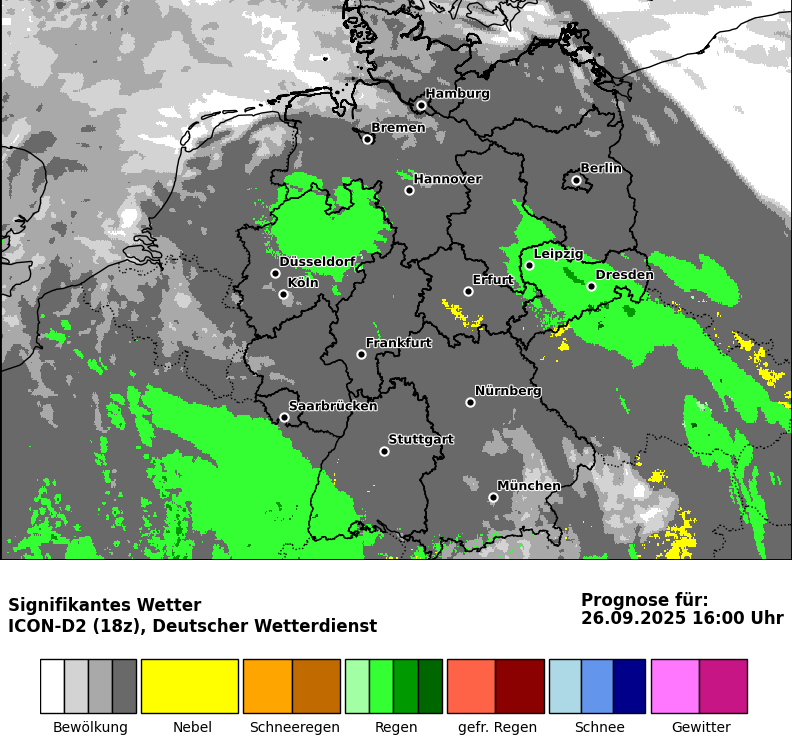 Hamburg
Bremen
Berlin
Hannover
Leipzig
Düsseldorf
Dresden
Erfurt
Köln
Frankfurt
Nürnberg
Saarbrücken
Stuttgart
München
Signifikantes Wetter
ICON-D2 (18z), Deutscher Wetterdienst
Prognose für:
26.09.2025 16:00 Uhr
Bewölkung Nebel Schneeregen Regen gefr. Regen Schnee Gewitter